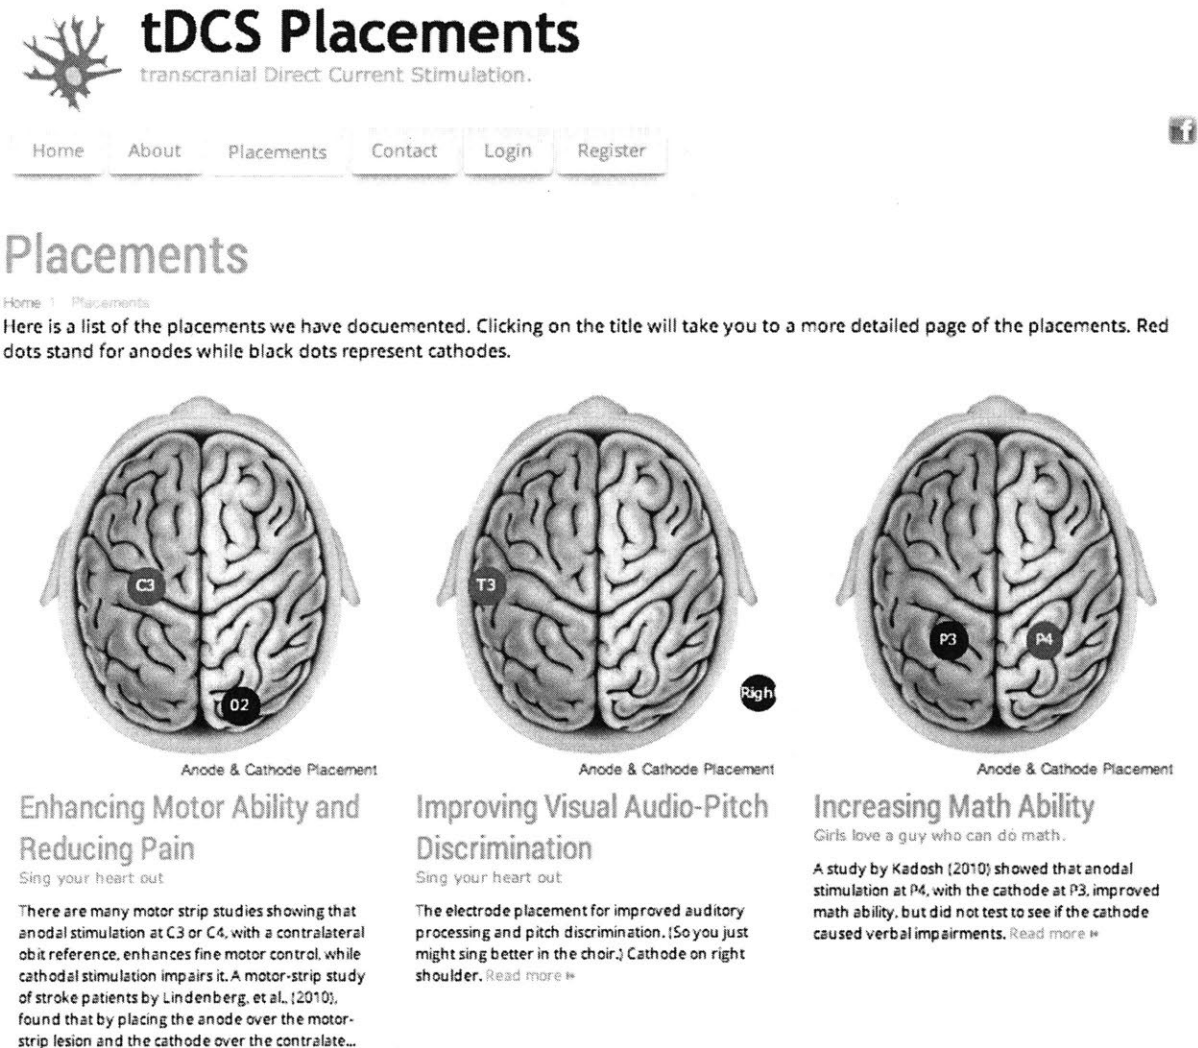 tDCS Placements
transcranial Direct Current Stimulation.
Home About Placements Contact Login Register
f
Placements
Home Placements
Here is a list of the placements we have docuemented. Clicking on the title will take you to a more detailed page of the placements. Red
dots stand for anodes while black dots represent cathodes.
C3
02
Anode & Cathode Placement
Enhancing Motor Ability and
Reducing Pain
Sing your heart out
There are many motor strip studies showing that
anodal stimulation at C3 or C4, with a contralateral
obit reference, enhances fine motor control, while
cathodal stimulation impairs it. A motor-strip study
of stroke patients by Lindenberg, et al., (2010),
found that by placing the anode over the motor-
strip lesion and the cathode over the contralate...
T3
Righ
Anode & Cathode Placement
Improving Visual Audio-Pitch
Discrimination
Sing your heart out
The electrode placement for improved auditory
processing and pitch discrimination. (So you just
might sing better in the choir.) Cathode on right
shoulder. Read more »
P3 P4
Anode & Cathode Placement
Increasing Math Ability
Girls love a guy who can do math.
A study by Kadosh (2010) showed that anodal
stimulation at P4, with the cathode at P3, improved
math ability, but did not test to see if the cathode
caused verbal impairments. Read more »